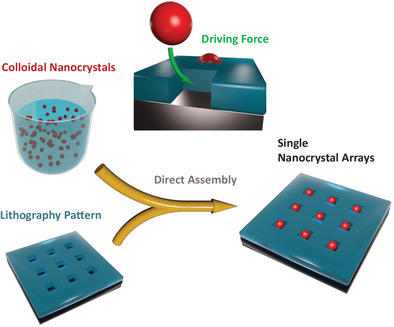 Driving Force
Colloidal Nanocrystals
Single
Nanocrystal Arrays
Direct Assembly
Lithography Pattern